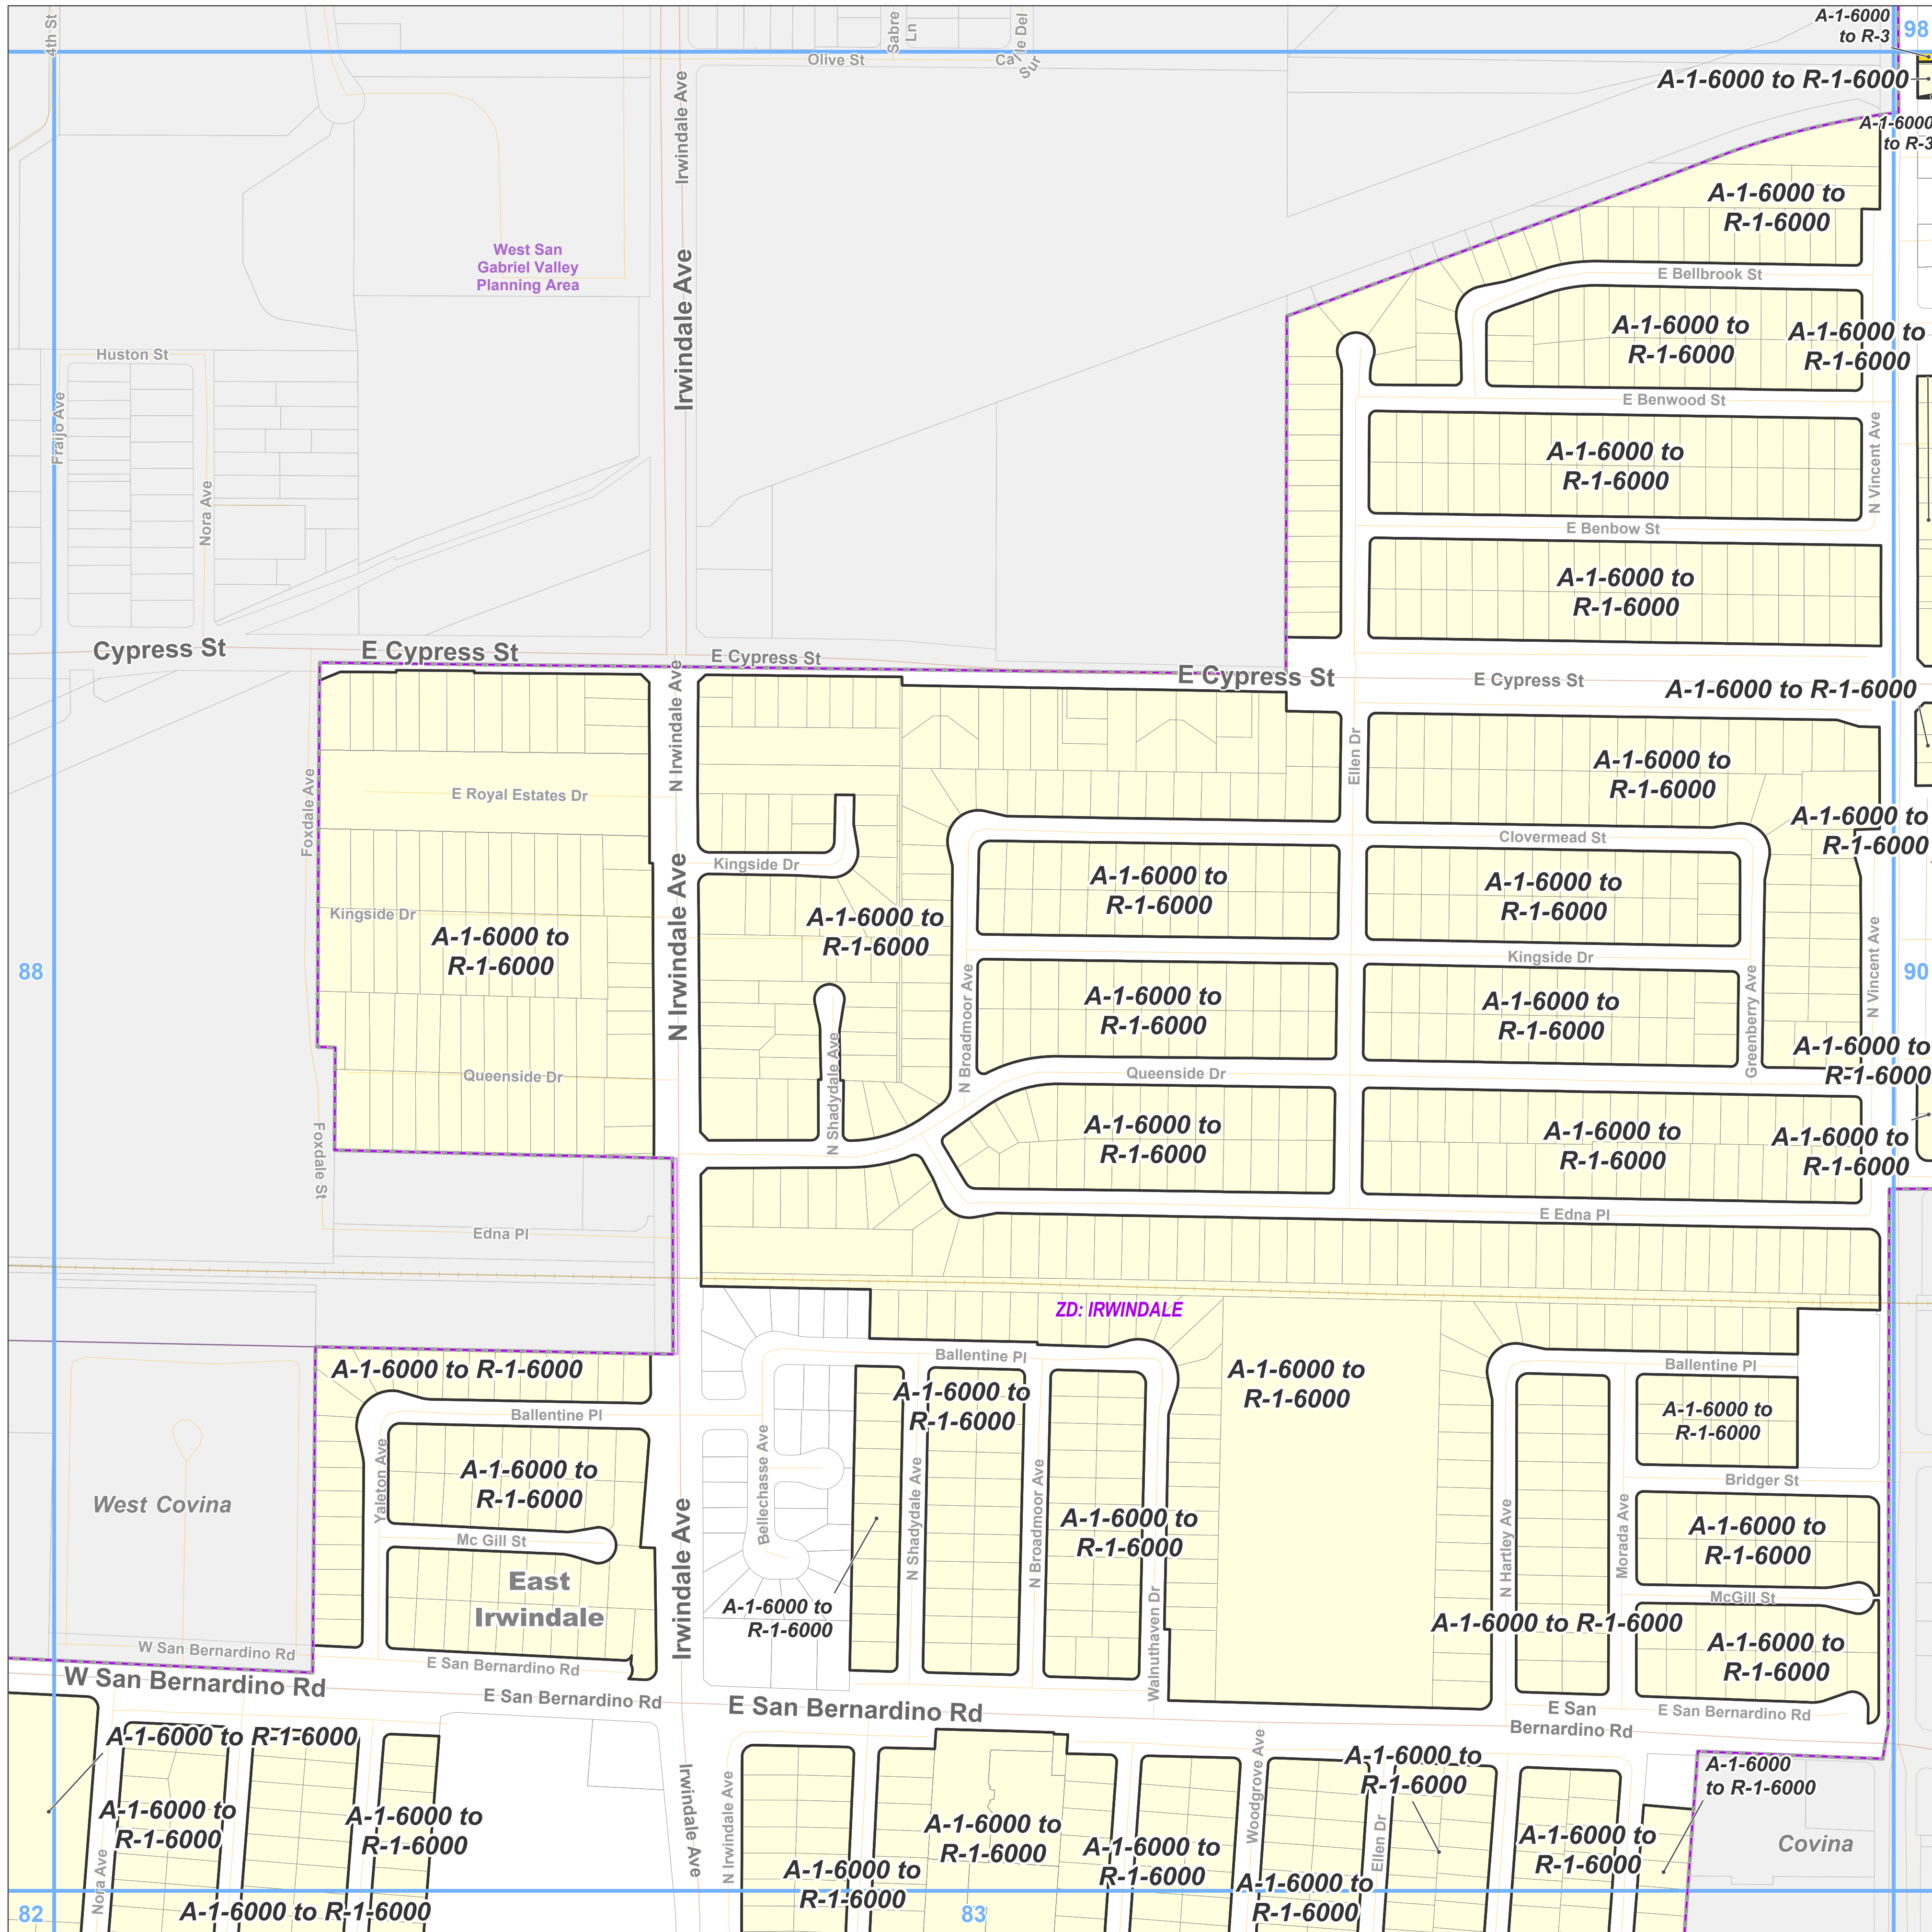 4th St
Sabre
Ln
Calle Del
Sur
Olive St
A-1-6000
to R-3
98
A-1-6000 to R-1-6000
A-1-6000
to R-3
Irwindale Ave
West San
Gabriel Valley
Planning Area
Irwindale Ave
A-1-6000 to
R-1-6000
E Bellbrook St
A-1-6000 to
R-1-6000
A-1-6000 to
R-1-6000
Huston St
Fraijo Ave
Nora Ave
E Benwood St
A-1-6000 to
R-1-6000
N Vincent Ave
E Benbow St
A-1-6000 to
R-1-6000
Cypress St
E Cypress St
E Cypress St
E Cypress St
E Cypress St
A-1-6000 to R-1-6000
N Irwindale Ave
Ellen Dr
A-1-6000 to
R-1-6000
E Royal Estates Dr
Foxdale Ave
A-1-6000 to
R-1-6000
Clovermead St
Kingside Dr
A-1-6000 to
R-1-6000
A-1-6000 to
R-1-6000
Kingside Dr
A-1-6000 to
R-1-6000
A-1-6000 to
R-1-6000
N Irwindale Ave
Kingside Dr
N Vincent Ave
88
90
A-1-6000 to
R-1-6000
A-1-6000 to
R-1-6000
N Broadmoor Ave
Greenberry Ave
A-1-6000 to
R-1-6000
Queenside Dr
Queenside Dr
N Shadydale Ave
A-1-6000 to
R-1-6000
A-1-6000 to
R-1-6000
A-1-6000 to
R-1-6000
Foxdale St
E Edna Pl
Edna Pl
ZD: IRWINDALE
A-1-6000 to R-1-6000
Ballentine Pl
A-1-6000 to
R-1-6000
A-1-6000 to
R-1-6000
Ballentine Pl
A-1-6000 to
R-1-6000
Ballentine Pl
Yaleton Ave
A-1-6000 to
R-1-6000
Bellechasse Ave
N Shadydale Ave
N Broadmoor Ave
Bridger St
West Covina
A-1-6000 to
R-1-6000
A-1-6000 to
R-1-6000
N Hartley Ave
Morada Ave
Mc Gill St
Irwindale Ave
East
Irwindale
A-1-6000 to
R-1-6000
Walnuthaven Dr
McGill St
A-1-6000 to R-1-6000
A-1-6000 to
R-1-6000
W San Bernardino Rd
E San Bernardino Rd
W San Bernardino Rd
E San Bernardino Rd
E San Bernardino Rd
E San
Bernardino Rd
E San Bernardino Rd
A-1-6000 to R-1-6000
Irwindale Ave
N Irwindale Ave
Woodgrove Ave
A-1-6000 to
R-1-6000
A-1-6000
to R-1-6000
A-1-6000 to
R-1-6000
A-1-6000 to
R-1-6000
A-1-6000 to
R-1-6000
A-1-6000 to
R-1-6000
Ellen Dr
A-1-6000 to
R-1-6000
Covina
Nora Ave
A-1-6000 to
R-1-6000
A-1-6000 to
R-1-6000
82
A-1-6000 to R-1-6000
83